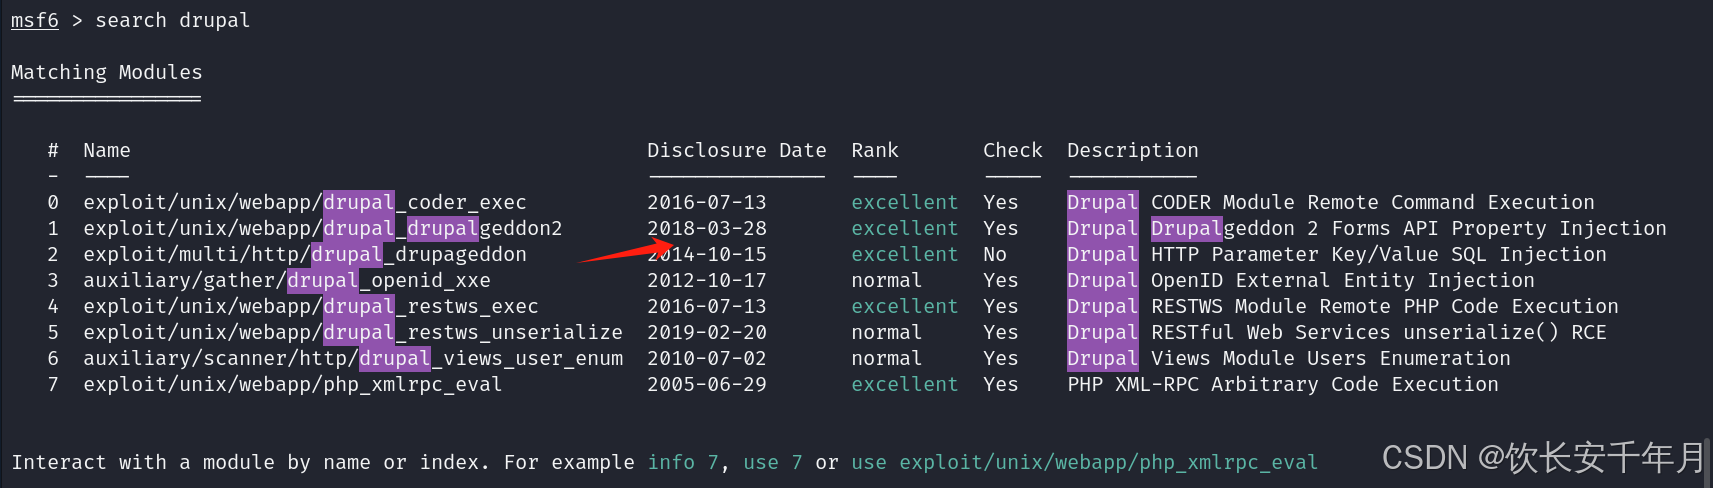 msf6 > search drupal
Matching Modules
================
# Name Disclosure Date Rank Check Description
- ---- --------------- ---- ----- -----------
0 exploit/unix/webapp/drupal_coder_exec 2016-07-13 excellent Yes Drupal CODER Module Remote Command Execution
1 exploit/unix/webapp/drupal_drupalgeddon2 2018-03-28 excellent Yes Drupal Drupalgeddon 2 Forms API Property Injection
2 exploit/multi/http/drupal_drupageddon 2014-10-15 excellent No Drupal HTTP Parameter Key/Value SQL Injection
3 auxiliary/gather/drupal_openid_xxe 2012-10-17 normal Yes Drupal OpenID External Entity Injection
4 exploit/unix/webapp/drupal_restws_exec 2016-07-13 excellent Yes Drupal RESTWS Module Remote PHP Code Execution
5 exploit/unix/webapp/drupal_restws_unserialize 2019-02-20 normal Yes Drupal RESTful Web Services unserialize() RCE
6 auxiliary/scanner/http/drupal_views_user_enum 2010-07-02 normal Yes Drupal Views Module Users Enumeration
7 exploit/unix/webapp/php_xmlrpc_eval 2005-06-29 excellent Yes PHP XML-RPC Arbitrary Code Execution
Interact with a module by name or index. For example info 7, use 7 or use exploit/unix/webapp/php_xmlrpc_eval
CSDN @饮长安千年月